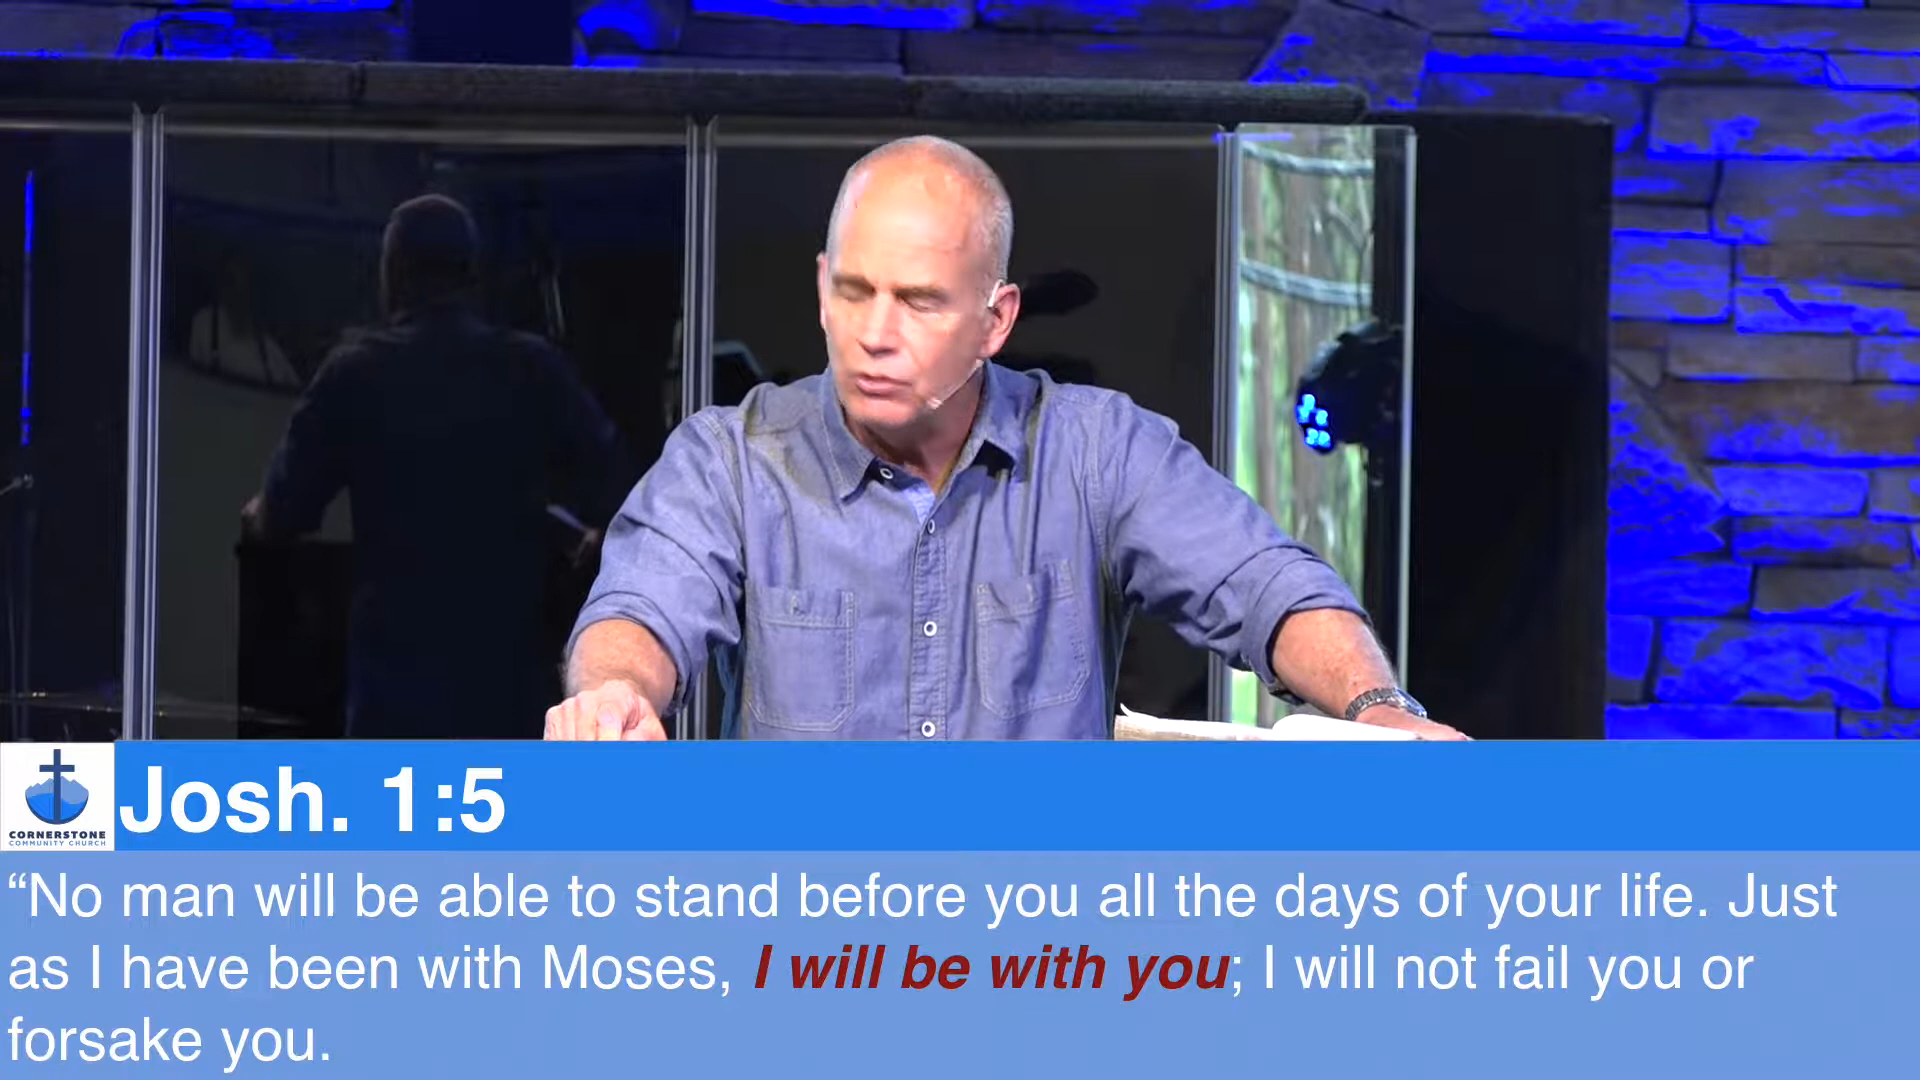 Josh. 1:5
CORNERSTONE
COMMUNITY CHURCH
“No man will be able to stand before you all the days of your life. Just
as I have been with Moses, I will be with you; I will not fail you or
forsake you.